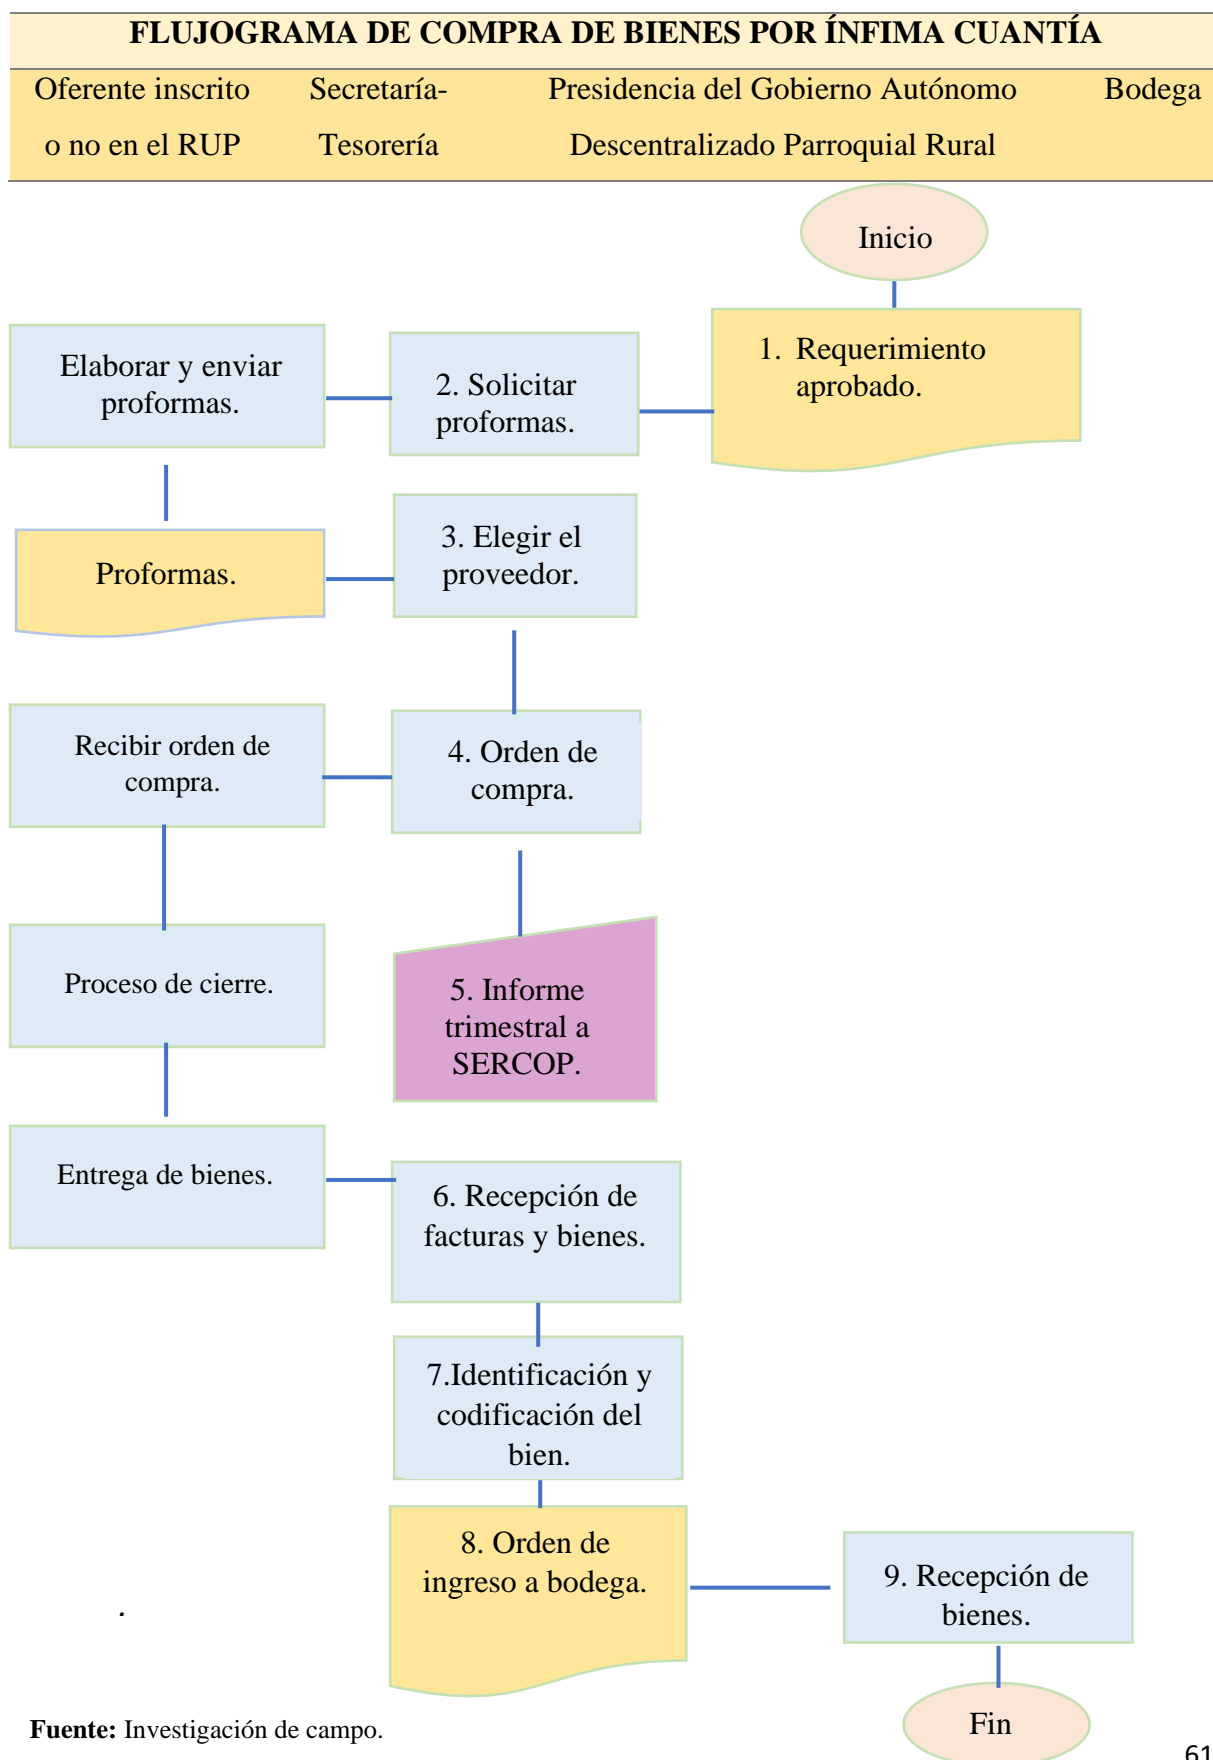 FLUJOGRAMA DE COMPRA DE BIENES POR ÍNFIMA CUANTÍA
Oferente inscrito
o no en el RUP
Secretaría-
Tesorería
Presidencia del Gobierno Autónomo
Descentralizado Parroquial Rural
Bodega
Inicio
1. Requerimiento
aprobado.
2. Solicitar
proformas.
Elaborar y enviar
proformas.
Proformas.
3. Elegir el
proveedor.
4. Orden de
compra.
Recibir orden de
compra.
Proceso de cierre.
5. Informe
trimestral a
SERCOP.
Entrega de bienes.
6. Recepción de
facturas y bienes.
7.Identificación y
codificación del
bien.
8. Orden de
ingreso a bodega.
9. Recepción de
bienes.
.
Fin
Fuente: Investigación de campo.
61